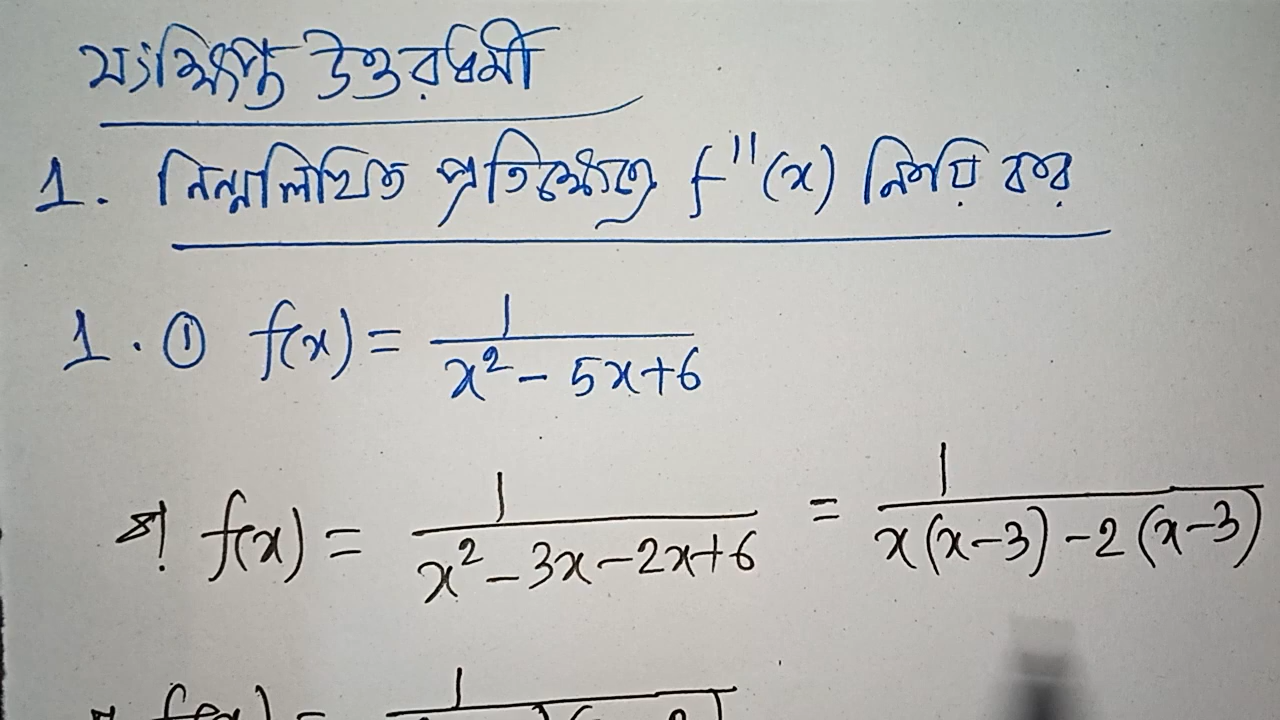 সংক্ষিপ্ত উত্তরধর্মী
1. নিম্নলিখিত প্রতিক্ষেত্রে f''(x) নির্ণয় কর
1. ① f(x) = 1 / (x² - 5x + 6)
বা f(x) = 1 / (x² - 3x - 2x + 6) = 1 / (x(x-3) - 2(x-3))